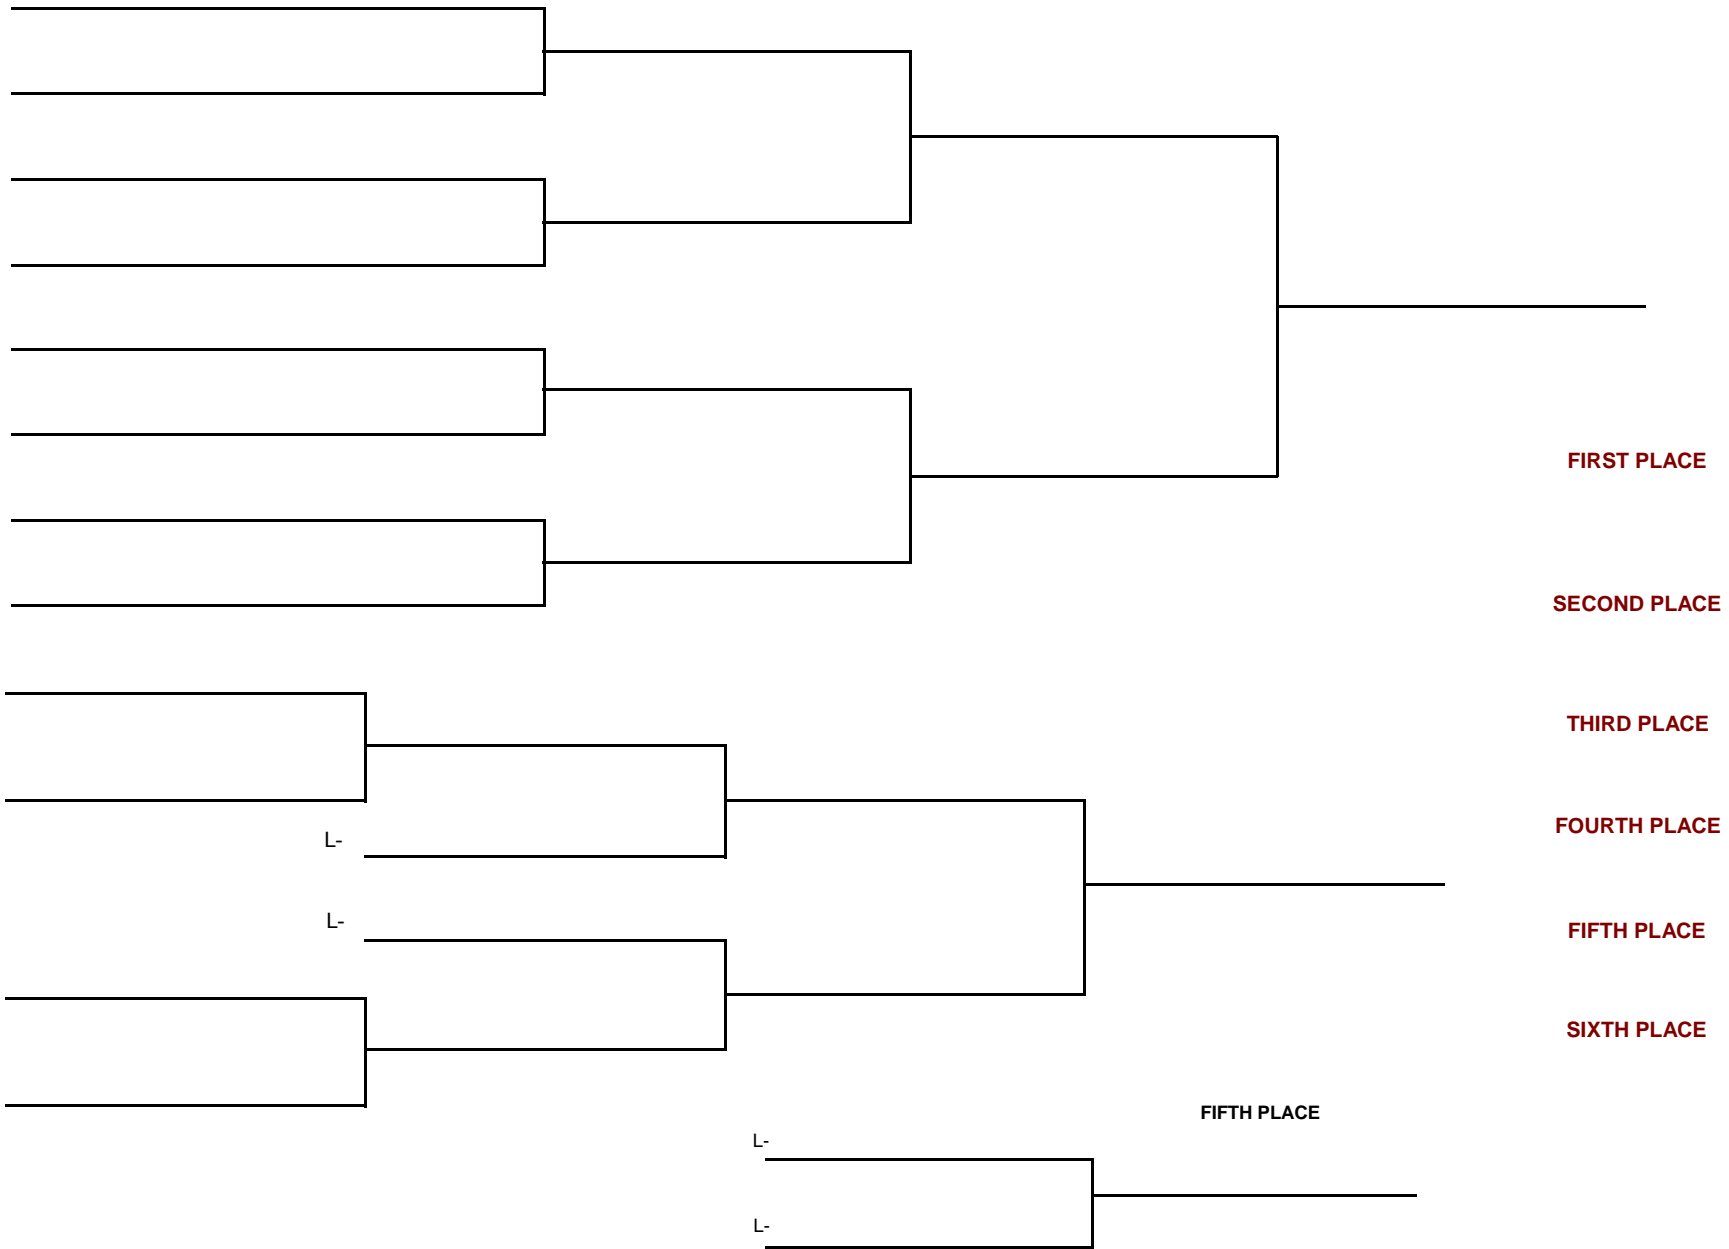 FIRST PLACE
SECOND PLACE
THIRD PLACE
FOURTH PLACE
L-
L-
FIFTH PLACE
SIXTH PLACE
FIFTH PLACE
L-
L-